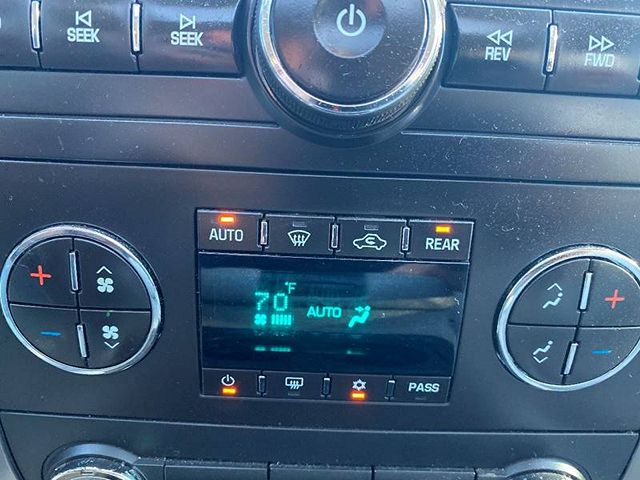 SEEK
SEEK
REV
FWD
AUTO
REAR
70 °F
AUTO
PASS